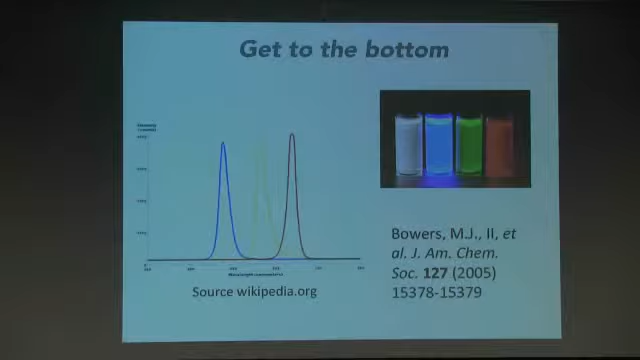 Get to the bottom
Source wikipedia.org
Bowers, M.J., II, et
al. J. Am. Chem.
Soc. 127 (2005)
15378-15379